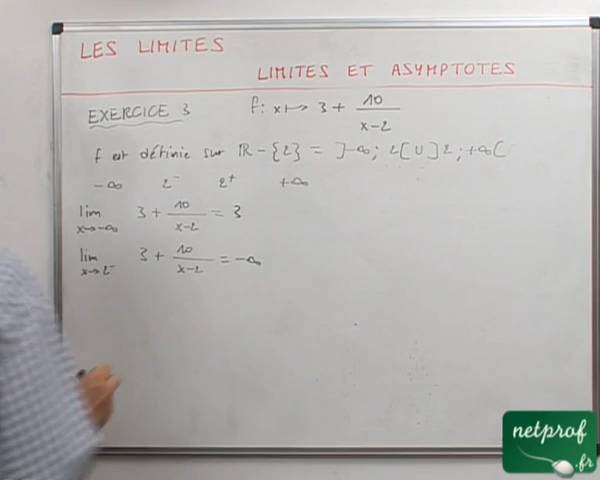 LES LIMITES
LIMITES ET ASYMPTOTES
EXERCICE 3 f: x ↦ 3 + 10/(x-2)
f est définie sur IR - {2} = ]-∞; 2[ U ]2; +∞[
-∞ 2⁻ 2⁺ +∞
lim x→-∞ 3 + 10/(x-2) = 3
lim x→2⁻ 3 + 10/(x-2) = -∞
netprof
.fr